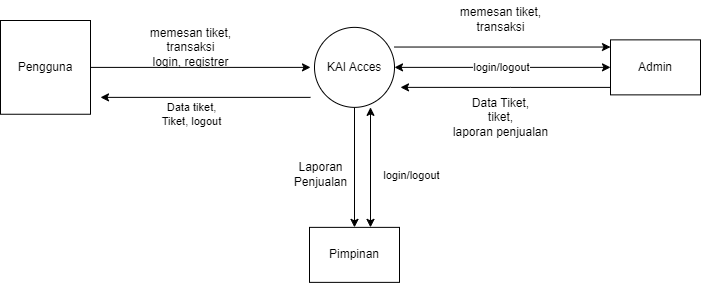 memesan tiket,
transaksi
login, registrer
Pengguna
Data tiket,
Tiket, logout
KAI Acces
memesan tiket,
transaksi
login/logout
Data Tiket,
tiket,
laporan penjualan
Admin
Laporan
Penjualan
login/logout
Pimpinan